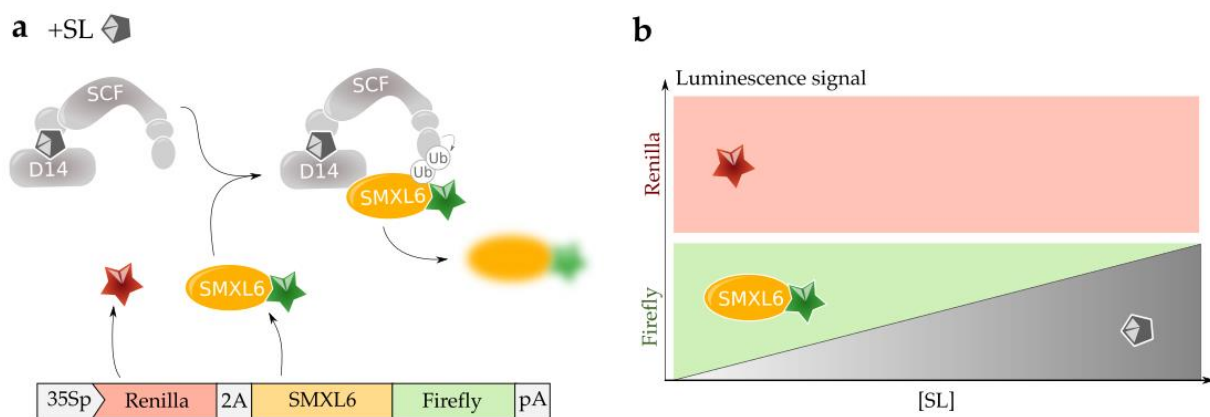 a +SL
SCF
D14
SCF
D14
Ub
Ub
SMXL6
SMXL6
35Sp Renilla 2A SMXL6 Firefly pA
b
Luminescence signal
Renilla
Firefly
SMXL6
[SL]